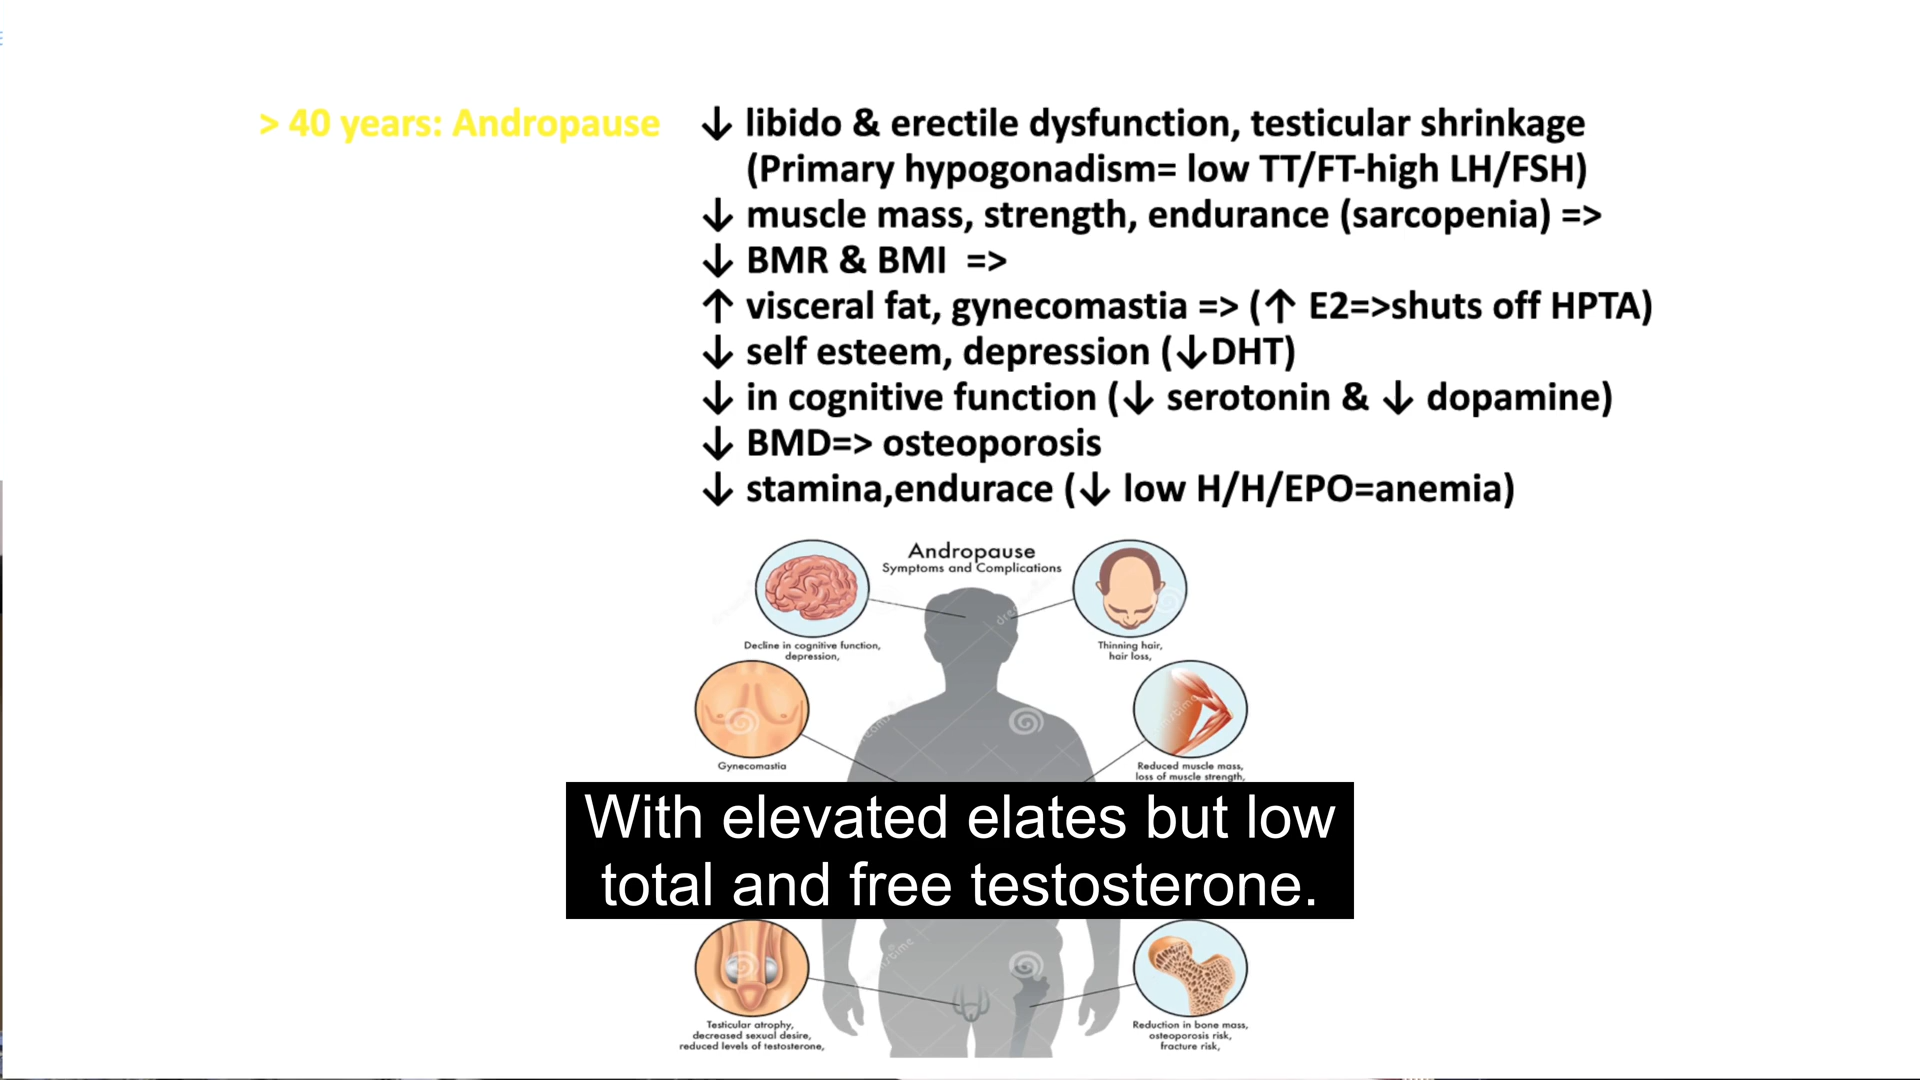 > 40 years: Andropause
↓ libido & erectile dysfunction, testicular shrinkage
(Primary hypogonadism= low TT/FT-high LH/FSH)
↓ muscle mass, strength, endurance (sarcopenia) =>
↓ BMR & BMI =>
↑ visceral fat, gynecomastia => (↑ E2=>shuts off HPTA)
↓ self esteem, depression (↓DHT)
↓ in cognitive function (↓ serotonin & ↓ dopamine)
↓ BMD=> osteoporosis
↓ stamina,endurace (↓ low H/H/EPO=anemia)
Andropause
Symptoms and Complications
Decline in cognitive function,
depression,
Thinning hair,
hair loss,
Gynecomastia
Reduced muscle mass,
loss of muscle strength,
With elevated elates but low
total and free testosterone.
Testicular atrophy,
decreased sexual desire,
reduced levels of testosterone,
Reduction in bone mass,
osteoporosis risk,
fracture risk,